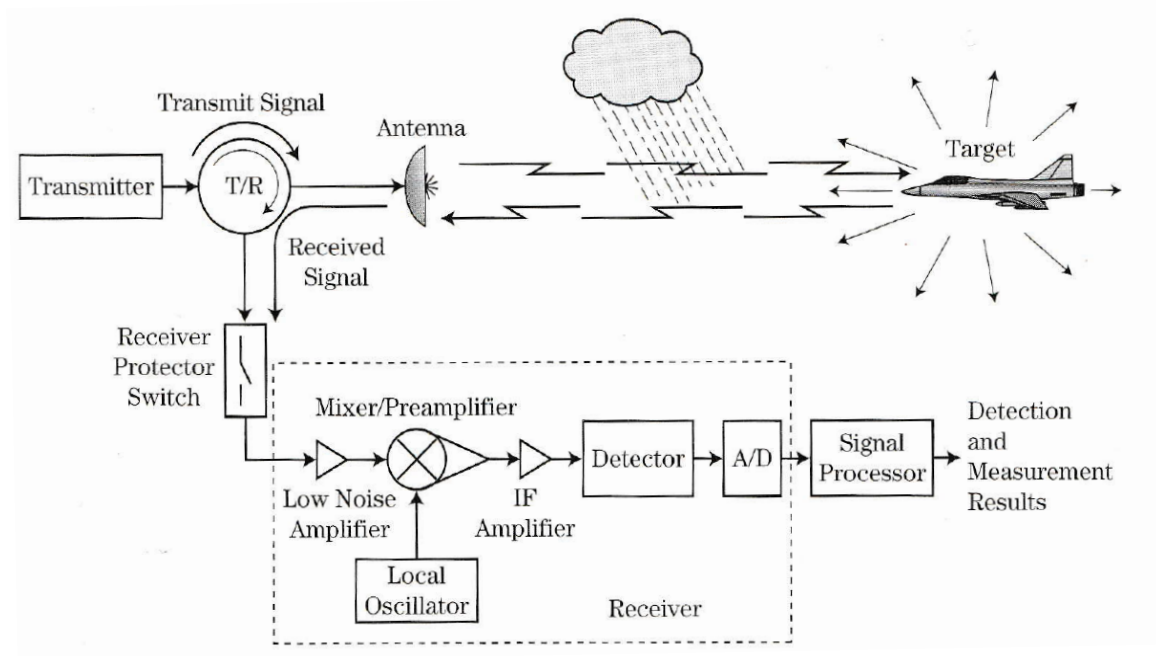 Transmit Signal
Antenna
Target
Transmitter
T/R
Received
Signal
Receiver
Protector
Switch
Mixer/Preamplifier
Detector
A/D
Signal
Processor
Detection
and
Measurement
Results
Low Noise
Amplifier
IF
Amplifier
Local
Oscillator
Receiver